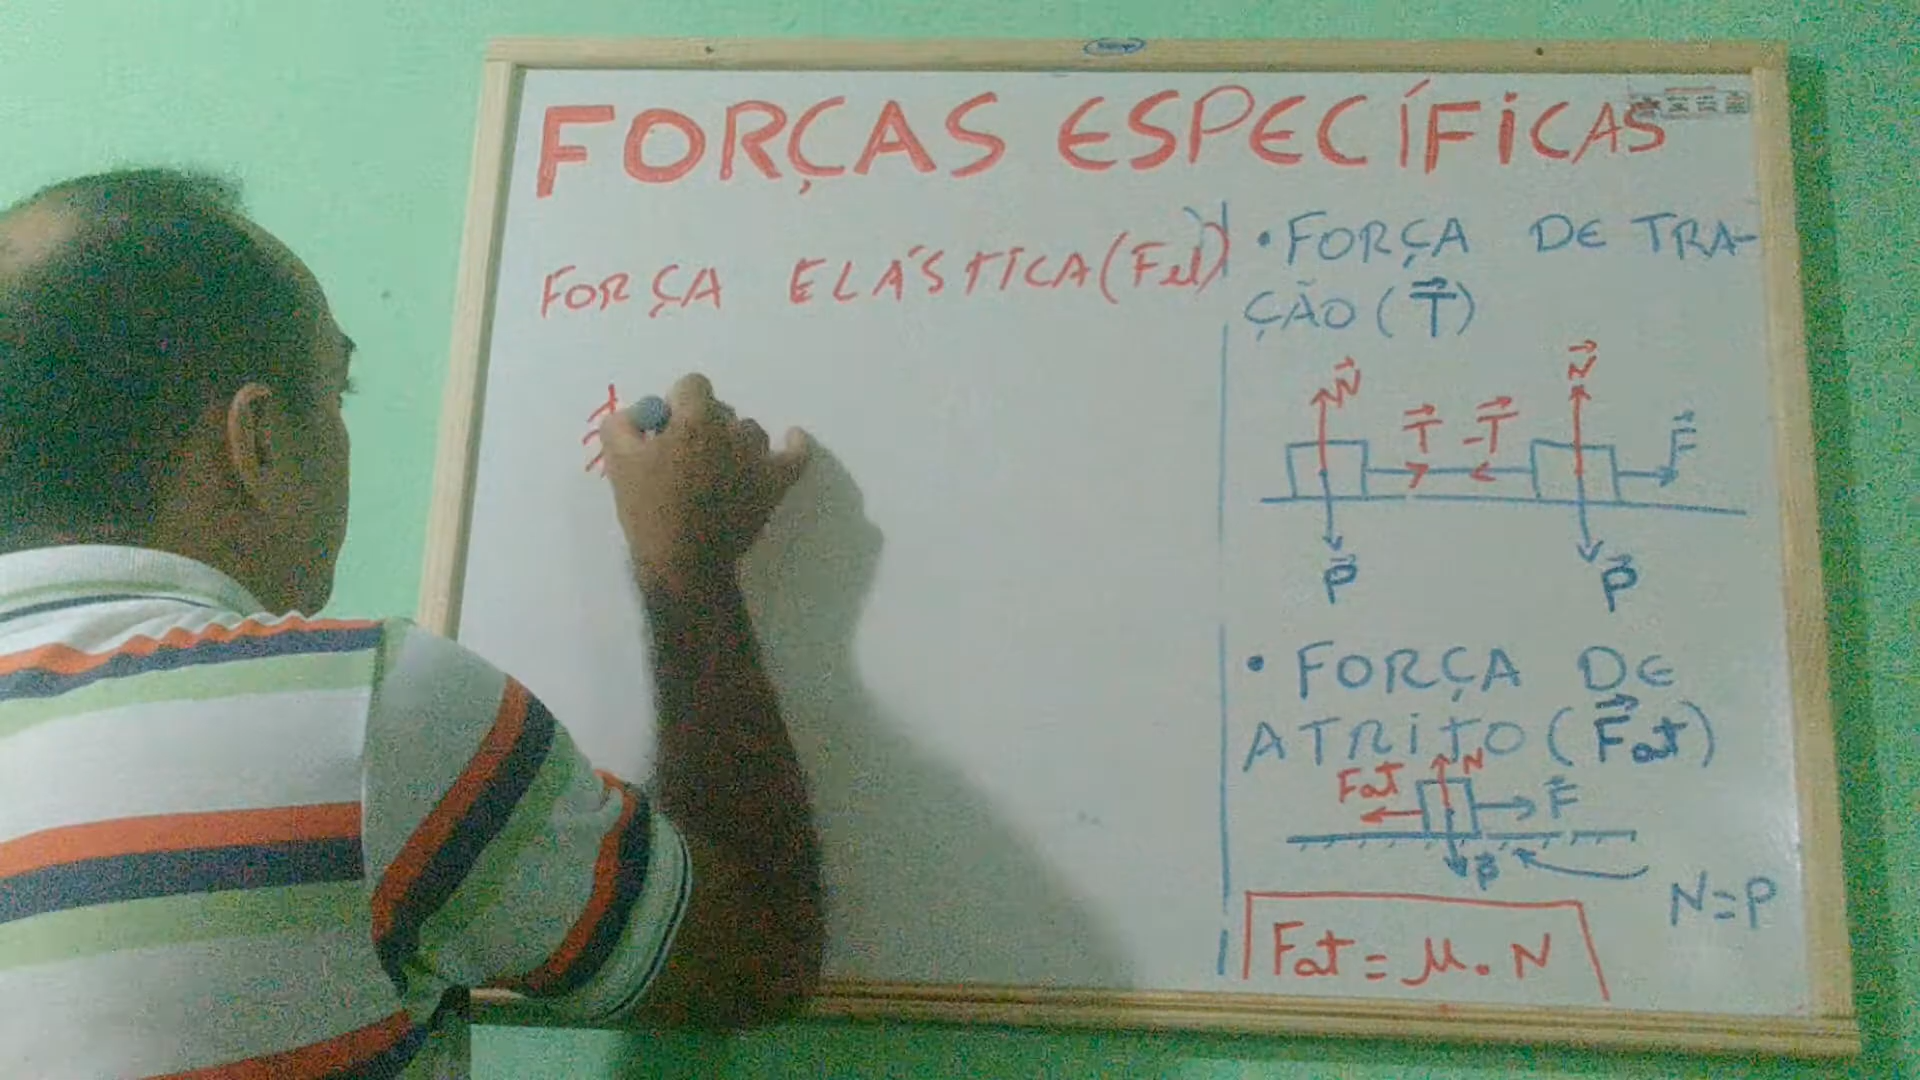 FORÇAS ESPECÍFICAS
FORÇA ELÁSTICA (Fel)
• FORÇA DE TRA-
ÇÃO (T)
N
N
T
-T
F
P
P
• FORÇA DE
ATRITO (Fat)
Fat
N
F
P
N=P
Fat = μ. N